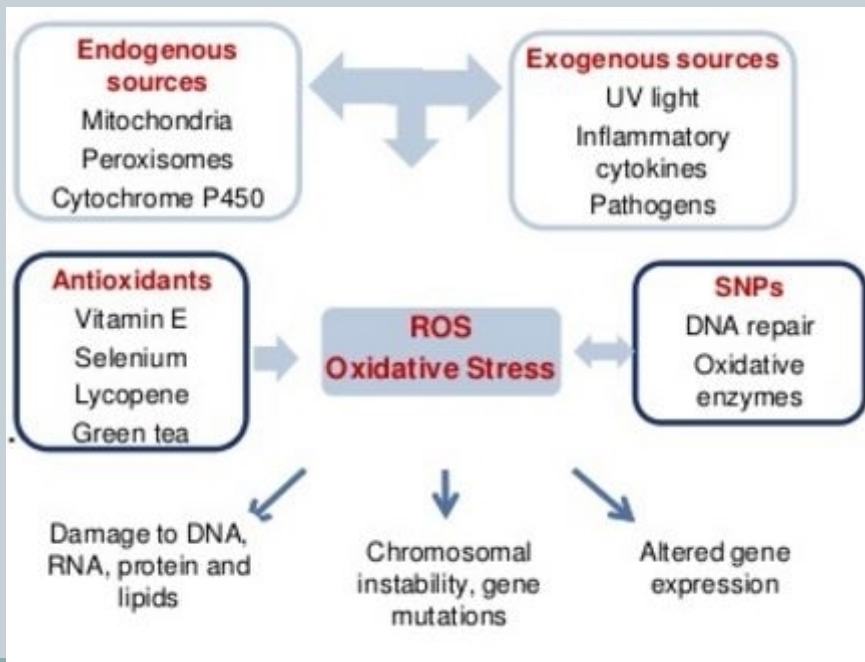 Endogenous
sources
Mitochondria
Peroxisomes
Cytochrome P450
Exogenous sources
UV light
Inflammatory
cytokines
Pathogens
Antioxidants
Vitamin E
Selenium
Lycopene
Green tea
ROS
Oxidative Stress
SNPs
DNA repair
Oxidative
enzymes
Damage to DNA,
RNA, protein and
lipids
Chromosomal
instability, gene
mutations
Altered gene
expression